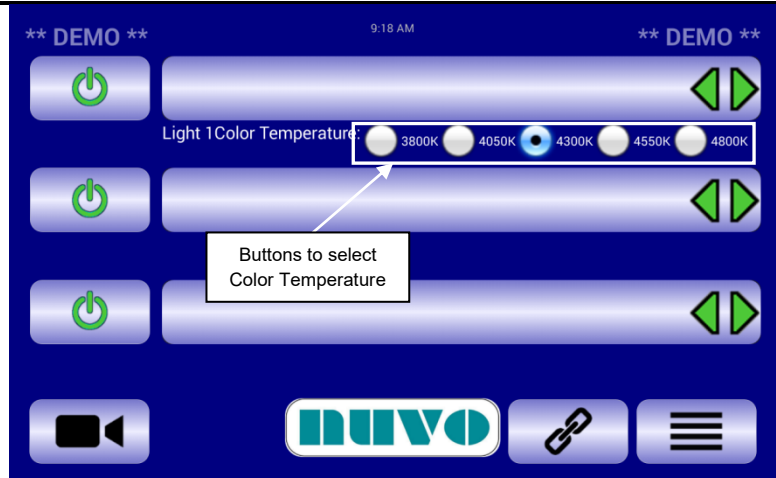 ** DEMO **
9:18 AM
** DEMO **
Light 1Color Temperature:
3800K
4050K
4300K
4550K
4800K
Buttons to select
Color Temperature
nuvo